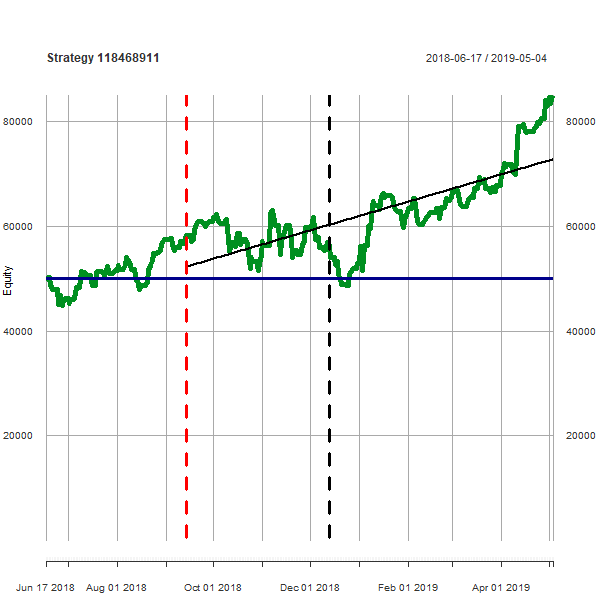 Strategy 118468911 2018-06-17 / 2019-05-04
80000 80000
60000 60000
Equity
40000 40000
20000 20000
Jun 17 2018 Aug 01 2018 Oct 01 2018 Dec 01 2018 Feb 01 2019 Apr 01 2019